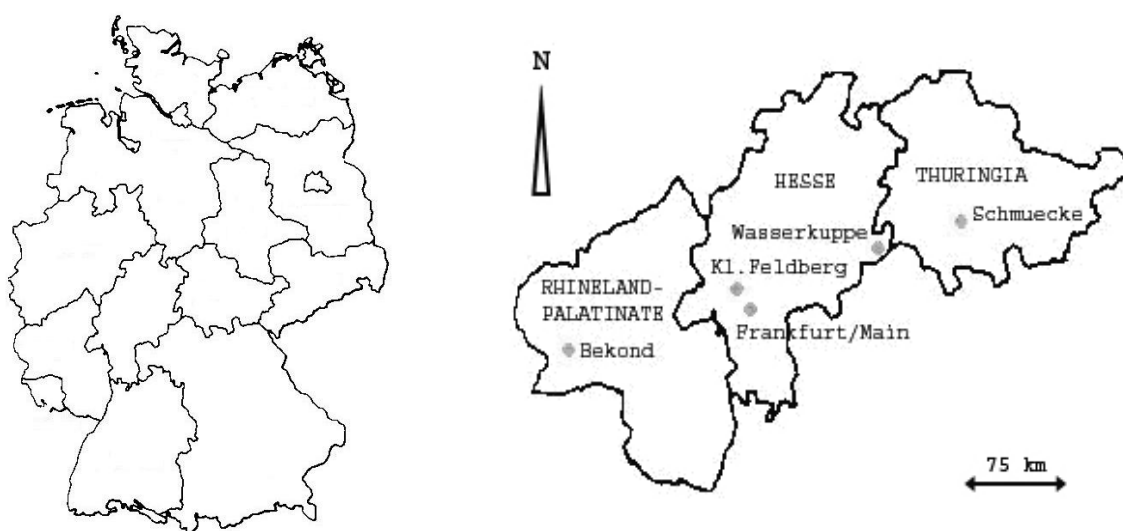 N
HESSE
THURINGIA
Schmuecke
Wasserkuppe
Kl.Feldberg
RHINELAND-
PALATINATE
Frankfurt/Main
Bekond
75 km